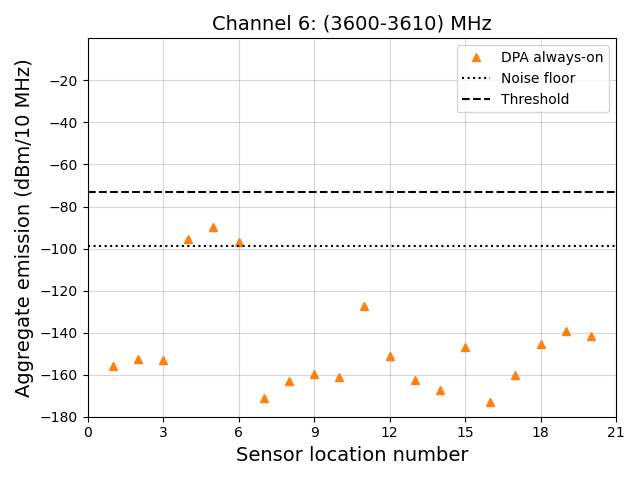 Channel 6: (3600-3610) MHz
DPA always-on
Noise floor
Threshold
Aggregate emission (dBm/10 MHz)
−20
−40
−60
−80
−100
−120
−140
−160
−180
0 3 6 9 12 15 18 21
Sensor location number